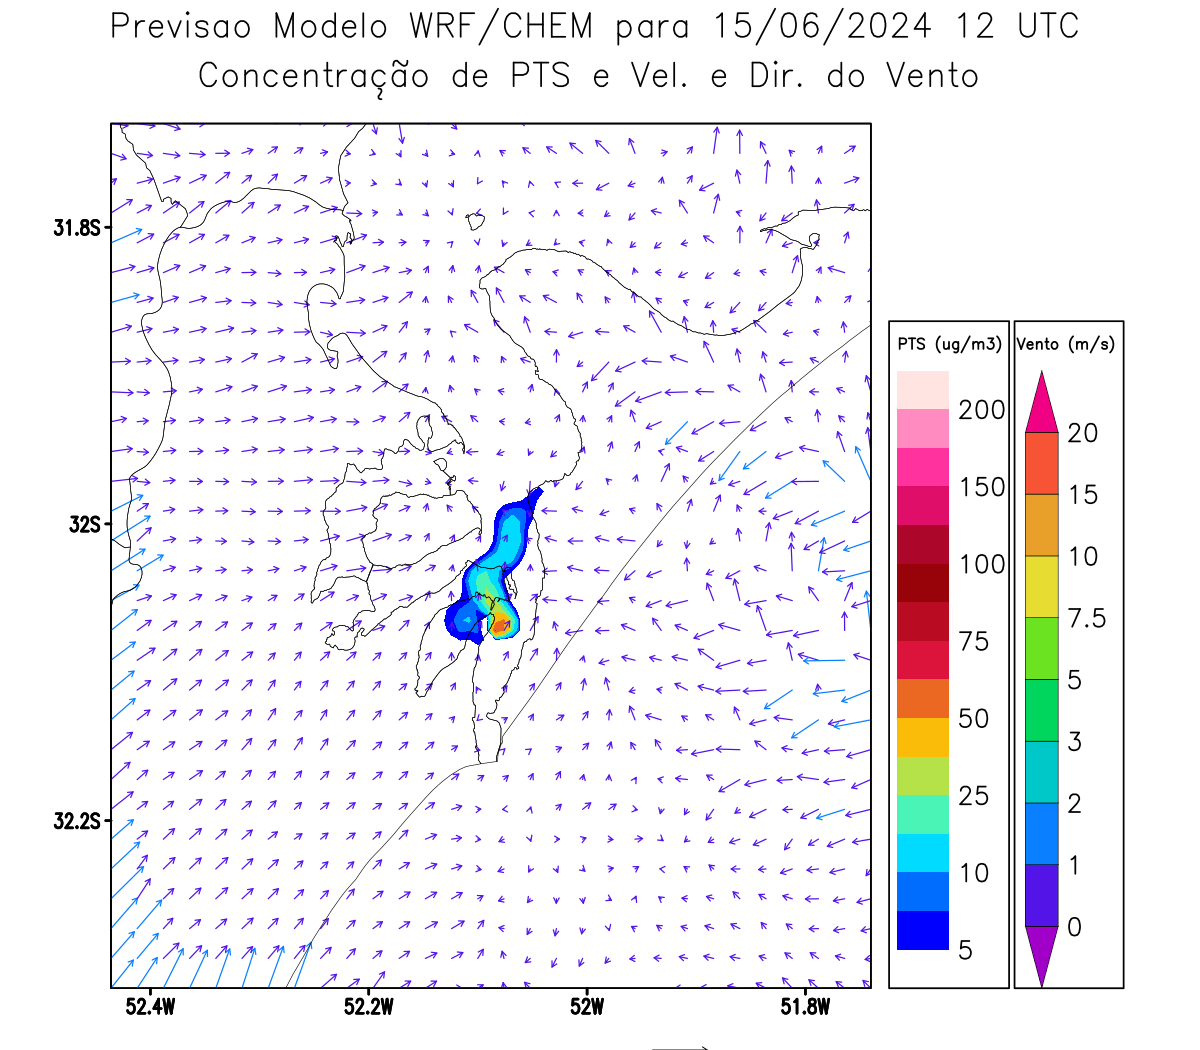 Previsao Modelo WRF/CHEM para 15/06/2024 12 UTC
Concentração de PTS e Vel. e Dir. do Vento
31.8S
32S
32.2S
52.4W
52.2W
52W
51.8W
PTS (ug/m3)
200
150
100
75
50
25
10
5
Vento (m/s)
20
15
10
7.5
5
3
2
1
0